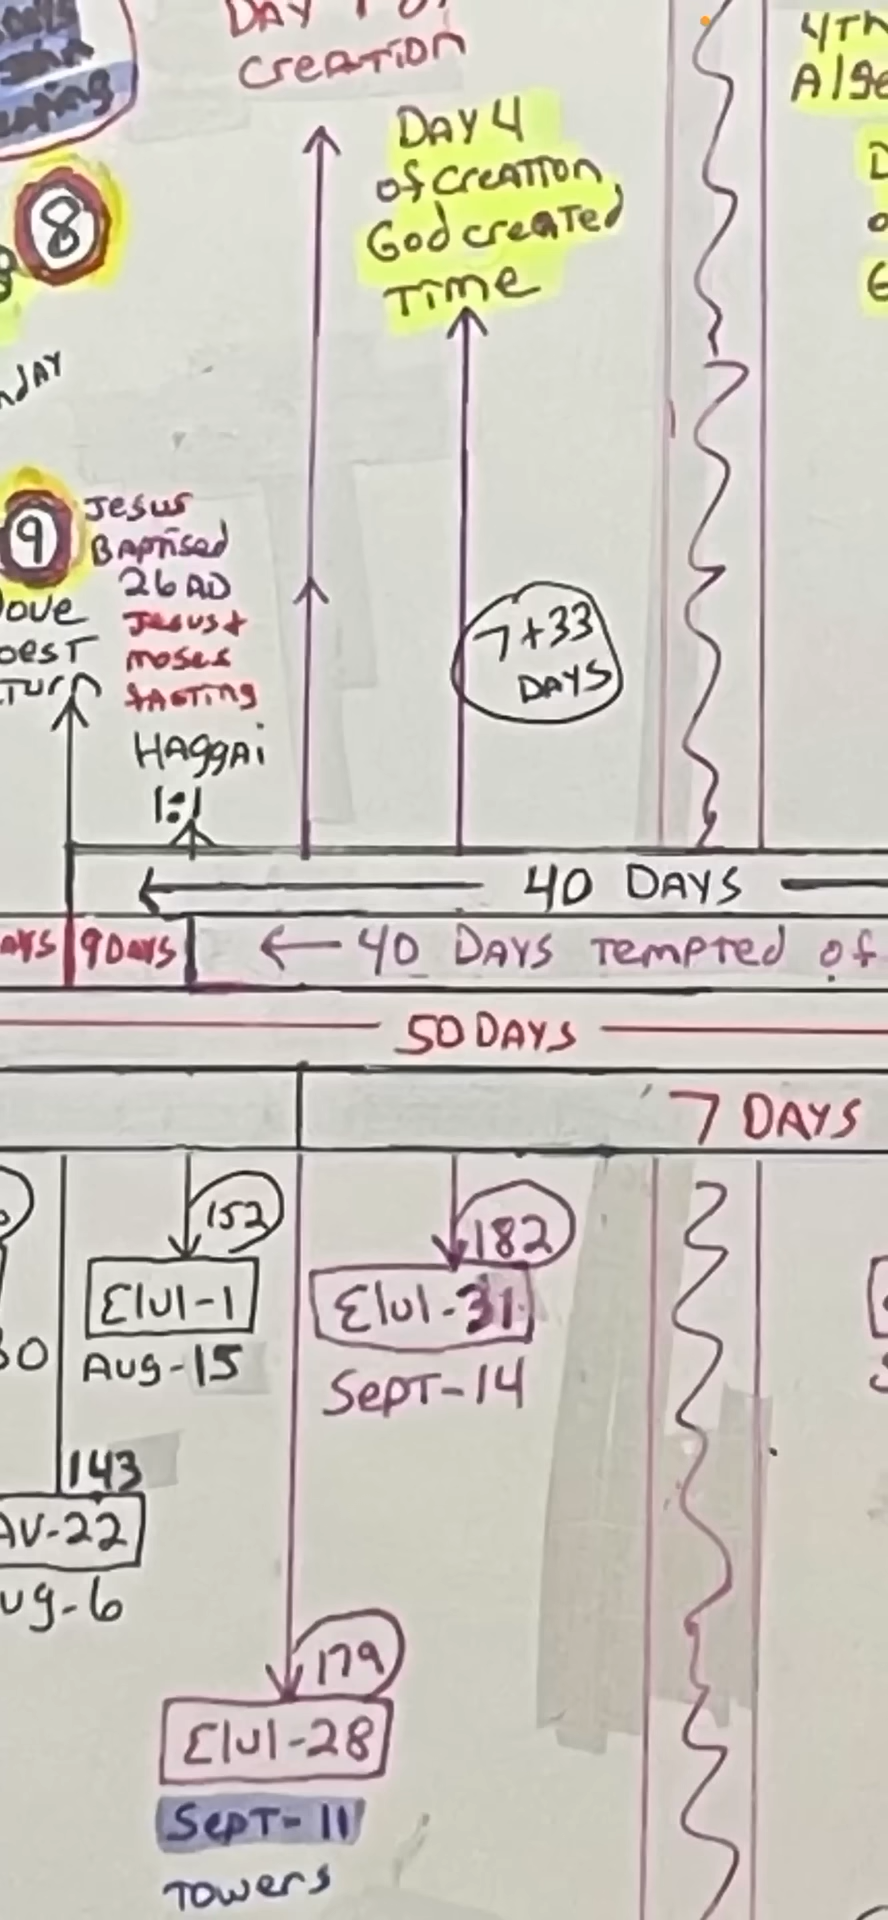 DAY 1 OF
CREATION
4TH
DAY 4
of CREATION,
God created
TIME
8
9
Jesus
BAPTISED
26 AD
Jesus +
moses
fASTING
HAGGAi
1:1
TURN
7+33
DAYS
40 DAYS
9 DAYS
40 DAYS TEMPTED of
50 DAYS
7 DAYS
152
Elul-1
AUG-15
182
Elul-31
SEPT-14
143
AV-22
ug-6
179
Elul-28
SEPT-11
TOWERS